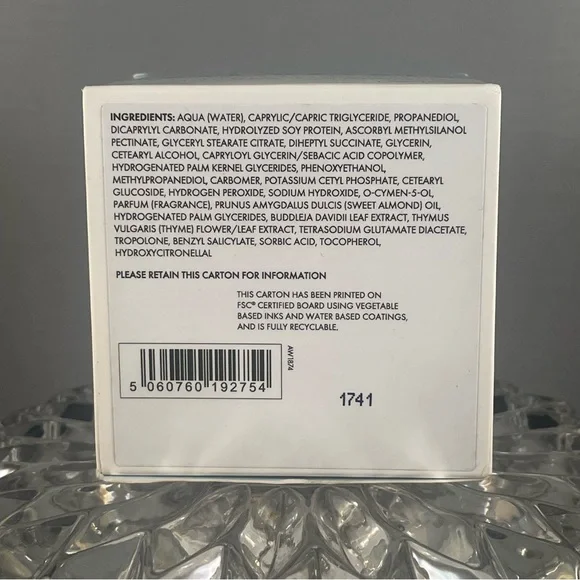 INGREDIENTS: AQUA (WATER), CAPRYLIC/CAPRIC TRIGLYCERIDE, PROPANEDIOL,
DICAPRYLYL CARBONATE, HYDROLYZED SOY PROTEIN, ASCORBYL METHYLSILANOL
PECTINATE, GLYCERYL STEARATE CITRATE, DIHEPTYL SUCCINATE, GLYCERIN,
CETEARYL ALCOHOL, CAPRYLOYL GLYCERIN/SEBACIC ACID COPOLYMER,
HYDROGENATED PALM KERNEL GLYCERIDES, PHENOXYETHANOL,
METHYLPROPANEDIOL, CARBOMER, POTASSIUM CETYL PHOSPHATE, CETEARYL
GLUCOSIDE, HYDROGEN PEROXIDE, SODIUM HYDROXIDE, O-CYMEN-5-OL,
PARFUM (FRAGRANCE), PRUNUS AMYGDALUS DULCIS (SWEET ALMOND) OIL,
HYDROGENATED PALM GLYCERIDES, BUDDLEJA DAVIDII LEAF EXTRACT, THYMUS
VULGARIS (THYME) FLOWER/LEAF EXTRACT, TETRASODIUM GLUTAMATE DIACETATE,
TROPOLONE, BENZYL SALICYLATE, SORBIC ACID, TOCOPHEROL,
HYDROXYCITRONELLAL
PLEASE RETAIN THIS CARTON FOR INFORMATION
THIS CARTON HAS BEEN PRINTED ON
FSC® CERTIFIED BOARD USING VEGETABLE
BASED INKS AND WATER BASED COATINGS,
AND IS FULLY RECYCLABLE.
AW1874
5 060760 192754
1741